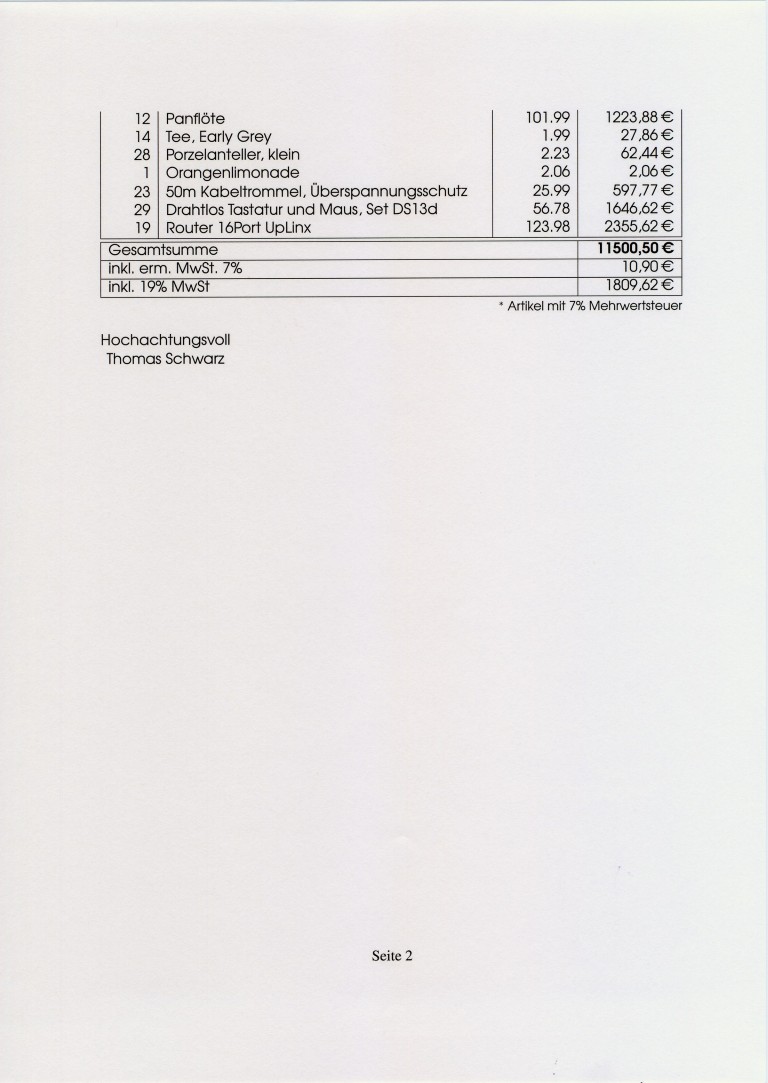 12 Panflöte 101.99 1223,88 €
14 Tee, Early Grey 1.99 27,86 €
28 Porzelanteller, klein 2.23 62,44 €
1 Orangenlimonade 2.06 2,06 €
23 50m Kabeltrommel, Überspannungsschutz 25.99 597,77 €
29 Drahtlos Tastatur und Maus, Set DS13d 56.78 1646,62 €
19 Router 16Port UpLinx 123.98 2355,62 €
Gesamtsumme 11500,50 €
inkl. erm. MwSt. 7% 10,90 €
inkl. 19% MwSt 1809,62 €
* Artikel mit 7% Mehrwertsteuer
Hochachtungsvoll
Thomas Schwarz
Seite 2